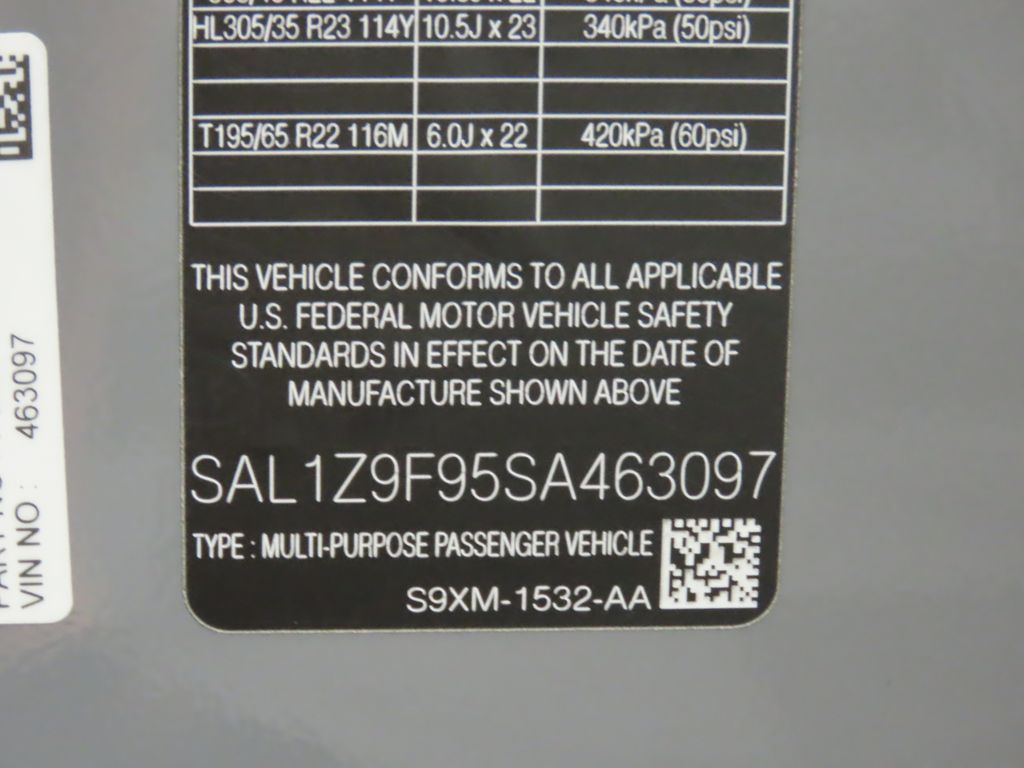 HL305/35 R23 114Y 10.5J x 23 340kPa (50psi)
T195/65 R22 116M 6.0J x 22 420kPa (60psi)
THIS VEHICLE CONFORMS TO ALL APPLICABLE
U.S. FEDERAL MOTOR VEHICLE SAFETY
STANDARDS IN EFFECT ON THE DATE OF
MANUFACTURE SHOWN ABOVE
SAL1Z9F95SA463097
TYPE : MULTI-PURPOSE PASSENGER VEHICLE
S9XM-1532-AA
VIN NO : 463097